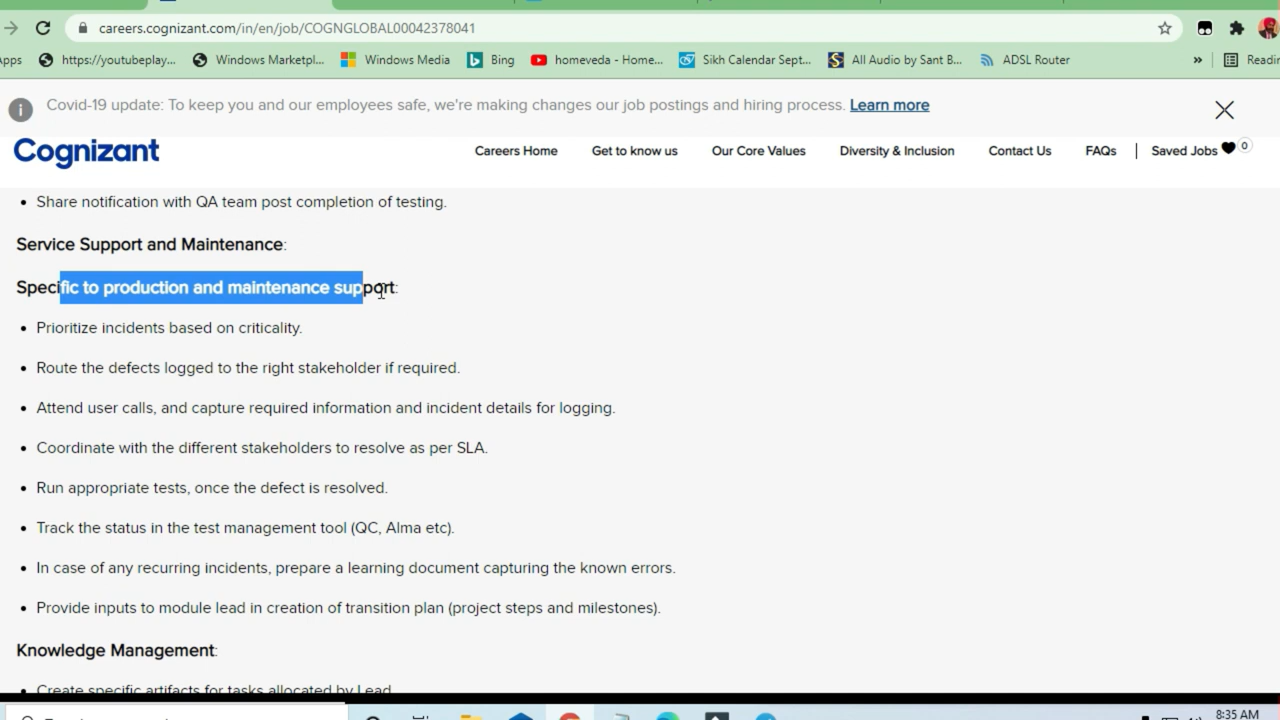 careers.cognizant.com/in/en/job/COGNGLOBAL00042378041
Apps https://youtubeplay... Windows Marketpl... Windows Media Bing homeveda - Home... Sikh Calendar Sept... All Audio by Sant B... ADSL Router »
Covid-19 update: To keep you and our employees safe, we're making changes our job postings and hiring process. Learn more
Cognizant Careers Home Get to know us Our Core Values Diversity & Inclusion Contact Us FAQs | Saved Jobs 0
• Share notification with QA team post completion of testing.
Service Support and Maintenance:
Specific to production and maintenance support:
• Prioritize incidents based on criticality.
• Route the defects logged to the right stakeholder if required.
• Attend user calls, and capture required information and incident details for logging.
• Coordinate with the different stakeholders to resolve as per SLA.
• Run appropriate tests, once the defect is resolved.
• Track the status in the test management tool (QC, Alma etc).
• In case of any recurring incidents, prepare a learning document capturing the known errors.
• Provide inputs to module lead in creation of transition plan (project steps and milestones).
Knowledge Management:
• Create specific artifacts for tasks allocated by Lead
8:35 AM